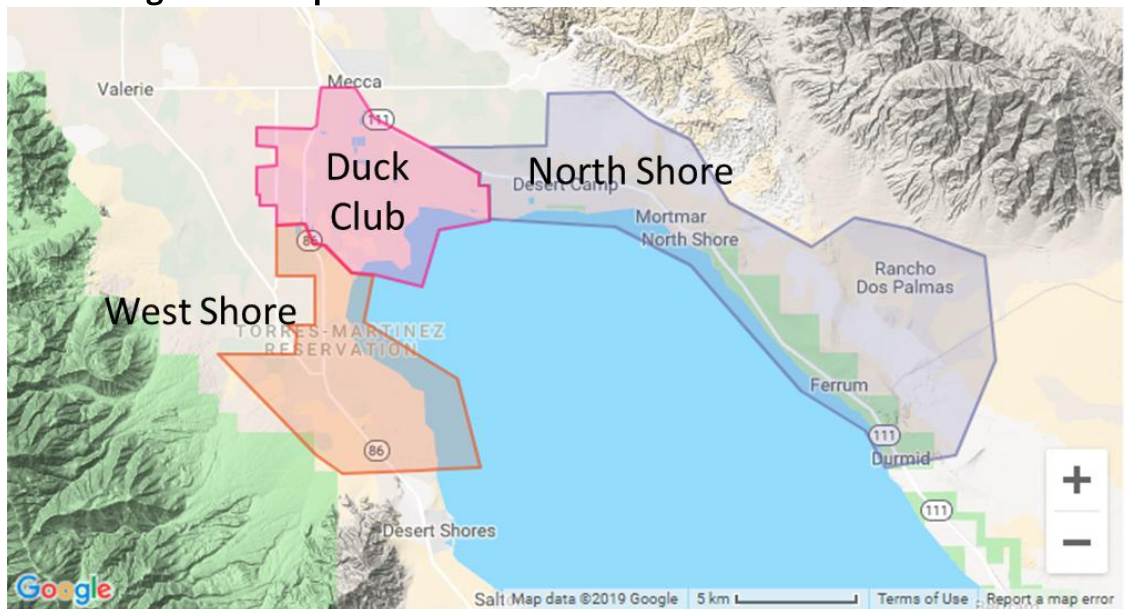 Mecca
Valerie
111
Duck
Club
North Shore
Desert Camp
Mortmar
North Shore
86
Rancho
Dos Palmas
West Shore
TORRES-MARTINEZ
RESERVATION
Ferrum
111
Durmid
86
111
Desert Shores
+
−
Google
Map data ©2019 Google
5 km
Terms of Use
Report a map error